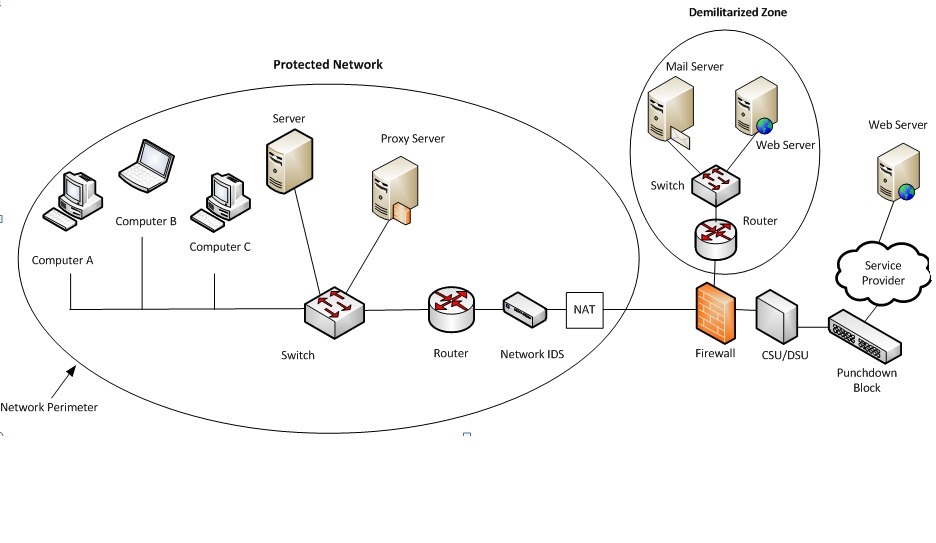 Demilitarized Zone
Protected Network
Mail Server
Web Server
Switch
Router
Web Server
Service
Provider
Server
Proxy Server
Computer A
Computer B
Computer C
Switch
Router
Network IDS
NAT
Firewall
CSU/DSU
Punchdown
Block
Network Perimeter